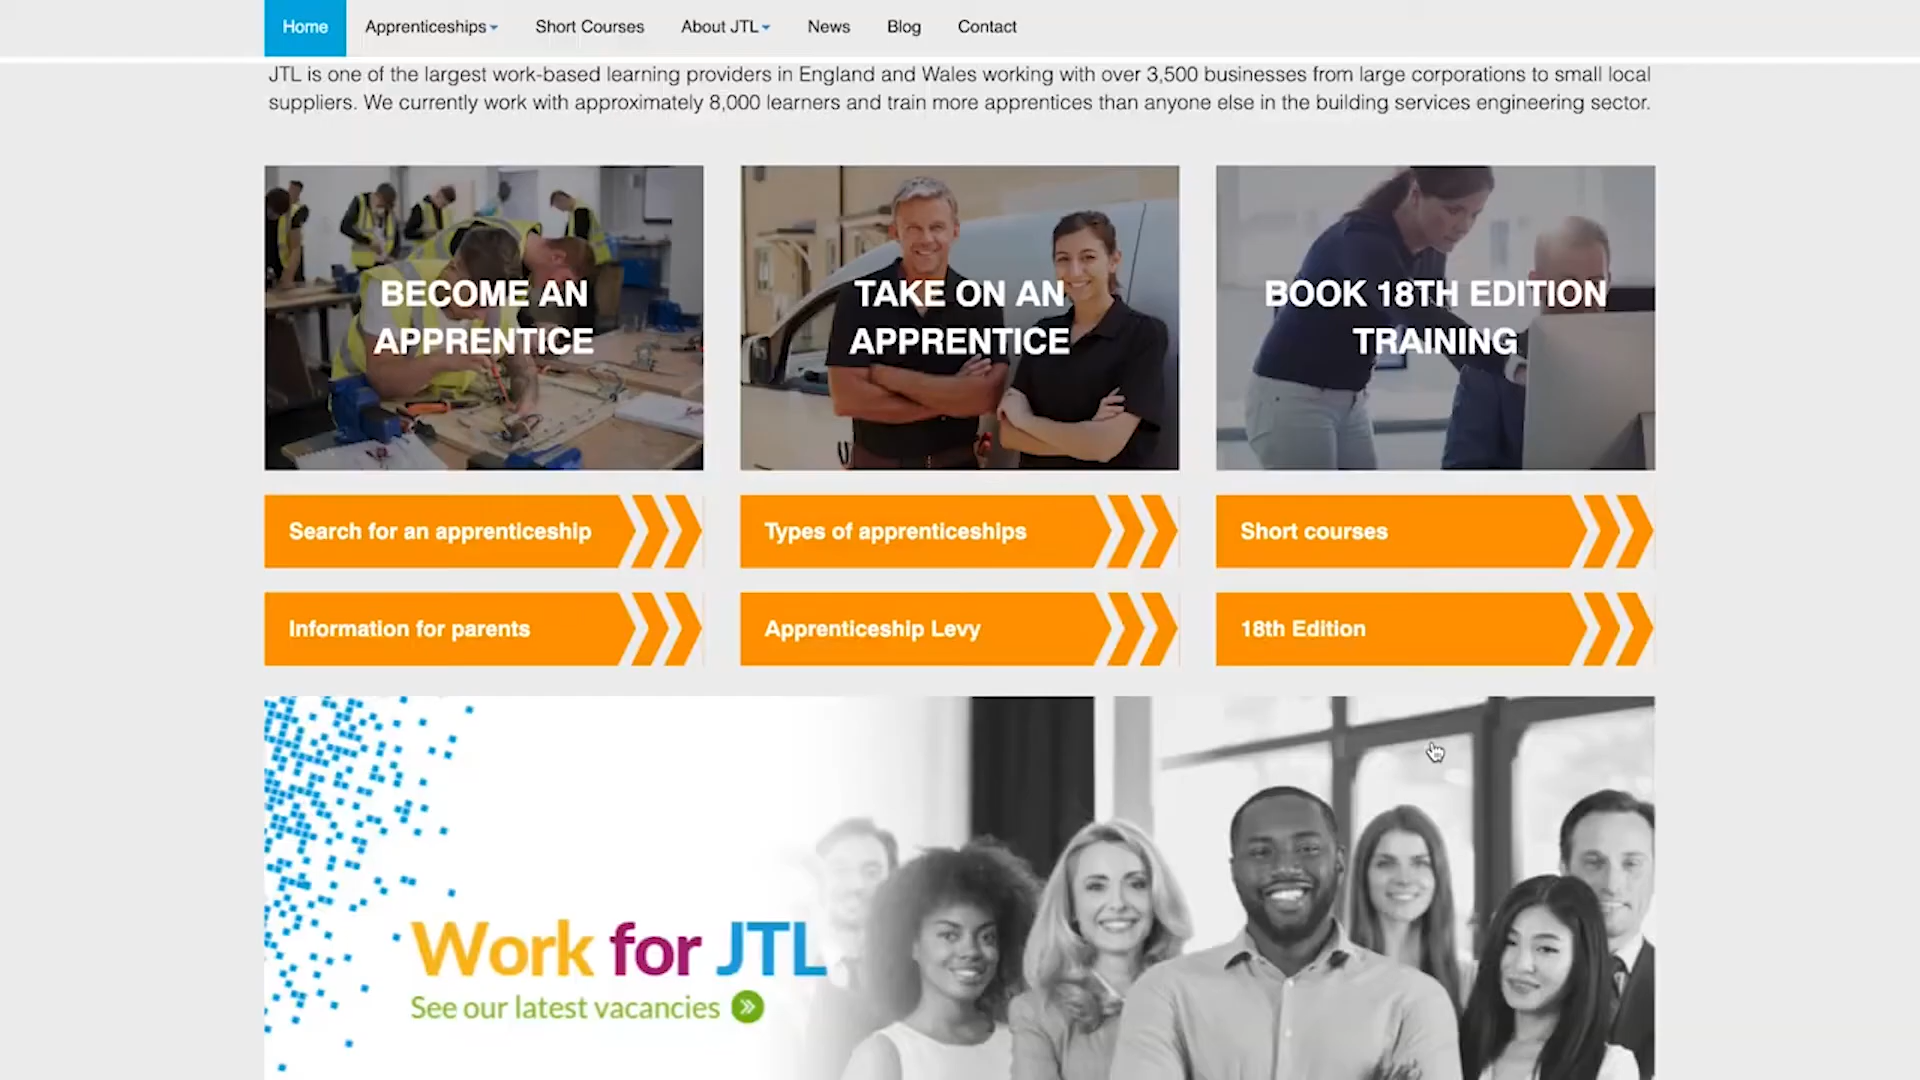 Home Apprenticeships Short Courses About JTL News Blog Contact
JTL is one of the largest work-based learning providers in England and Wales working with over 3,500 businesses from large corporations to small local
suppliers. We currently work with approximately 8,000 learners and train more apprentices than anyone else in the building services engineering sector.
BECOME AN
APPRENTICE
TAKE ON AN
APPRENTICE
BOOK 18TH EDITION
TRAINING
Search for an apprenticeship
Types of apprenticeships
Short courses
Information for parents
Apprenticeship Levy
18th Edition
Work for JTL
See our latest vacancies